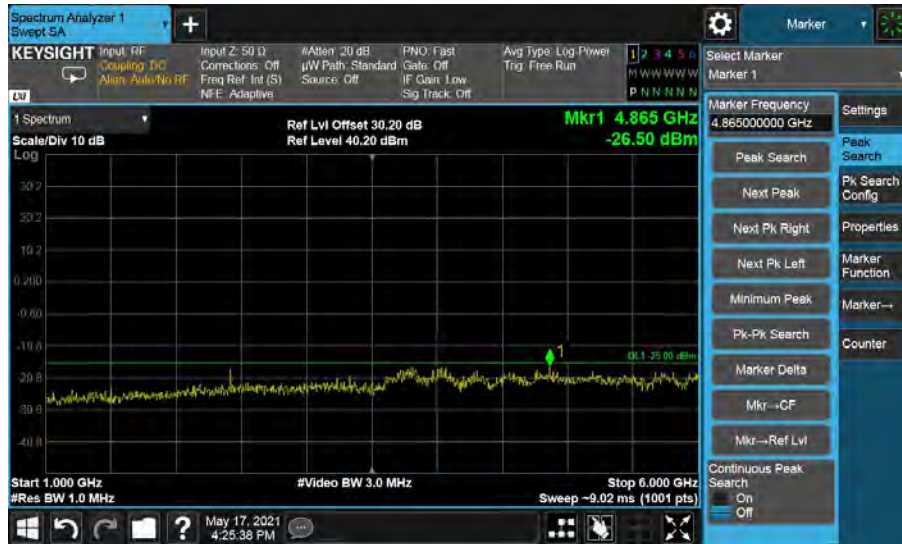 Spectrum Analyzer 1
Swept SA
Marker
KEYSIGHT
Input: RF
Coupling: DC
Align: Auto/No RF
Input Z: 50 Ω
Corrections: Off
Freq Ref: Int (S)
NFE: Adaptive
#Atten: 20 dB
µW Path: Standard
Source: Off
PNO: Fast
Gate: Off
IF Gain: Low
Sig Track: Off
Avg Type: Log-Power
Trig: Free Run
1 2 3 4 5 6
M W W W W W
P N N N N N
Select Marker
Marker 1
LXI
1 Spectrum
Scale/Div 10 dB
Log
Ref Lvl Offset 30.20 dB
Ref Level 40.20 dBm
Mkr1 4.865 GHz
-26.50 dBm
30.2
20.2
10.2
0.200
-9.80
-19.8
-29.8
-39.8
-49.8
1
DL1 -25.00 dBm
Start 1.000 GHz
#Res BW 1.0 MHz
#Video BW 3.0 MHz
Stop 6.000 GHz
Sweep ~9.02 ms (1001 pts)
Marker Frequency
4.865000000 GHz
Peak Search
Next Peak
Next Pk Right
Next Pk Left
Minimum Peak
Pk-Pk Search
Marker Delta
Mkr→CF
Mkr→Ref Lvl
Continuous Peak
Search
On
Off
Settings
Peak
Search
Pk Search
Config
Properties
Marker
Function
Marker→
Counter
?
May 17, 2021
4:25:38 PM